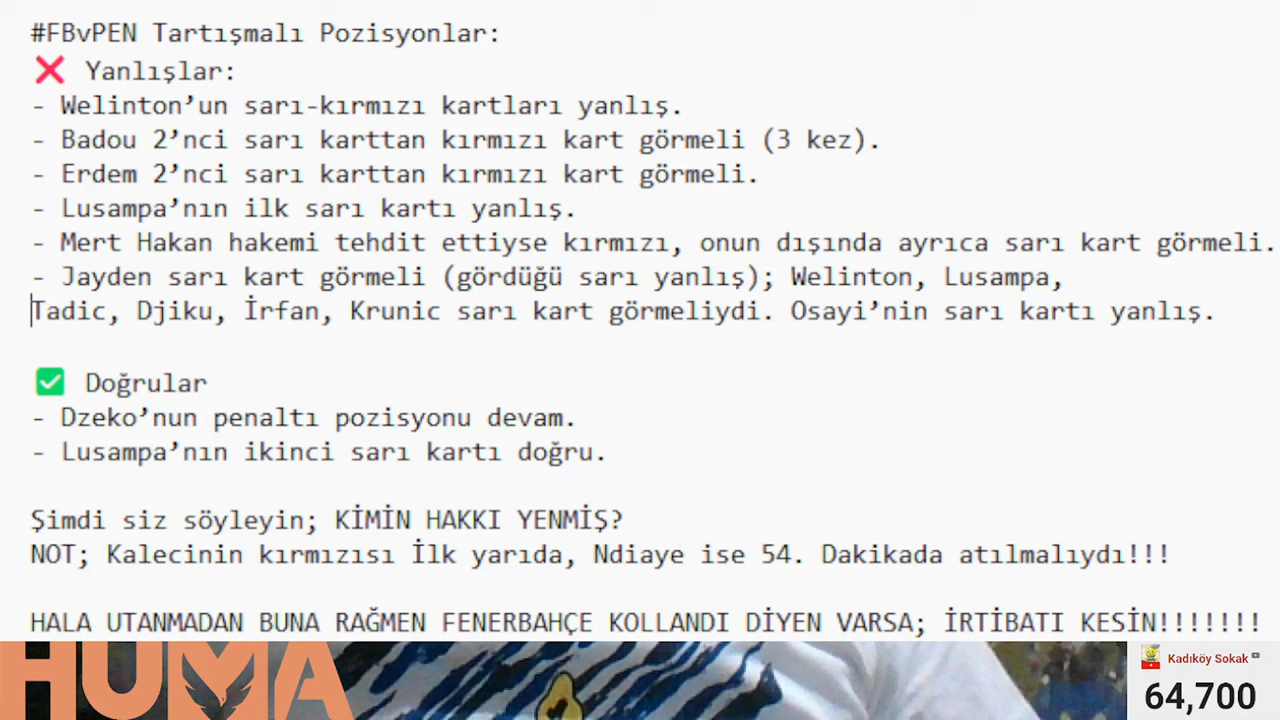 #FBvPEN Tartışmalı Pozisyonlar:
❌ Yanlışlar:
- Welinton’un sarı-kırmızı kartları yanlış.
- Badou 2’nci sarı karttan kırmızı kart görmeli (3 kez).
- Erdem 2’nci sarı karttan kırmızı kart görmeli.
- Lusampa’nın ilk sarı kartı yanlış.
- Mert Hakan hakemi tehdit ettiyse kırmızı, onun dışında ayrıca sarı kart görmeli.
- Jayden sarı kart görmeli (gördüğü sarı yanlış); Welinton, Lusampa,
Tadic, Djiku, İrfan, Krunic sarı kart görmeliydi. Osayi’nin sarı kartı yanlış.
✅ Doğrular
- Dzeko’nun penaltı pozisyonu devam.
- Lusampa’nın ikinci sarı kartı doğru.
Şimdi siz söyleyin; KİMİN HAKKI YENMİŞ?
NOT; Kalecinin kırmızısı İlk yarıda, Ndiaye ise 54. Dakikada atılmalıydı!!!
HALA UTANMADAN BUNA RAĞMEN FENERBAHÇE KOLLANDI DİYEN VARSA; İRTİBATI KESİN!!!!!!!
HUMA
Kadıköy Sokak
64,700